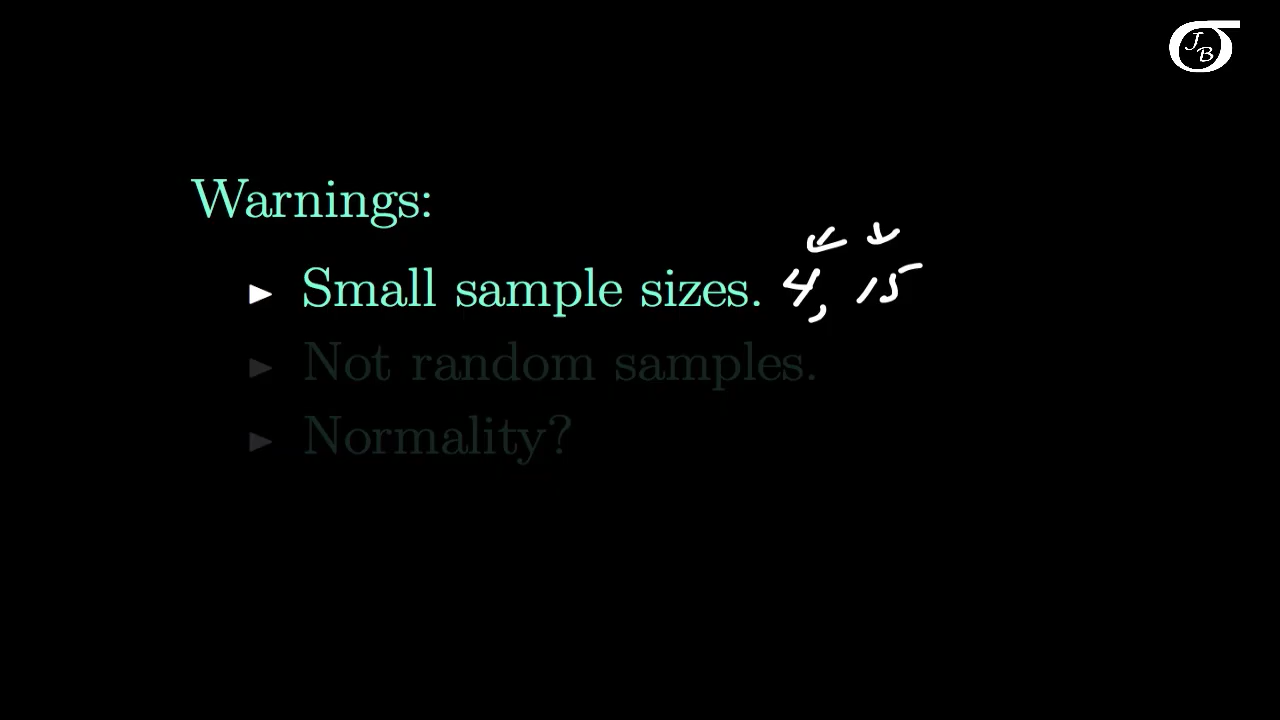 JB
Warnings:
▶ Small sample sizes. 4, 15
▶ Not random samples.
▶ Normality?